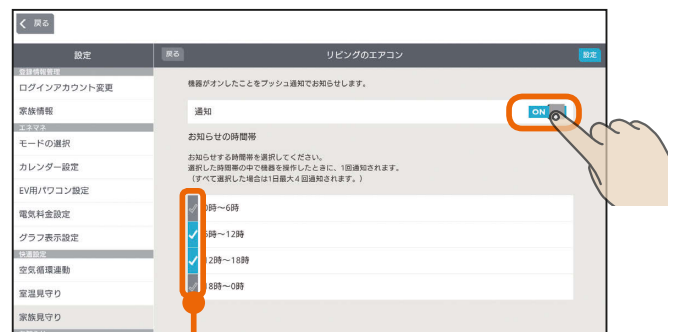 戻る
設定
戻る
リビングのエアコン
設定
登録情報管理
ログインアカウント変更
家族情報
エネマネ
モードの選択
カレンダー設定
EV用パワコン設定
電気料金設定
グラフ表示設定
快適設定
空気循環運動
室温見守り
家族見守り
機器がオンしたことをプッシュ通知でお知らせします。
通知
ON
お知らせの時間帯
お知らせする時間帯を選択してください。
選択した時間帯の中で機器を操作したときに、1回通知されます。
（すべて選択した場合は1日最大４回通知されます。）
0時～6時
6時～12時
12時～18時
18時～0時